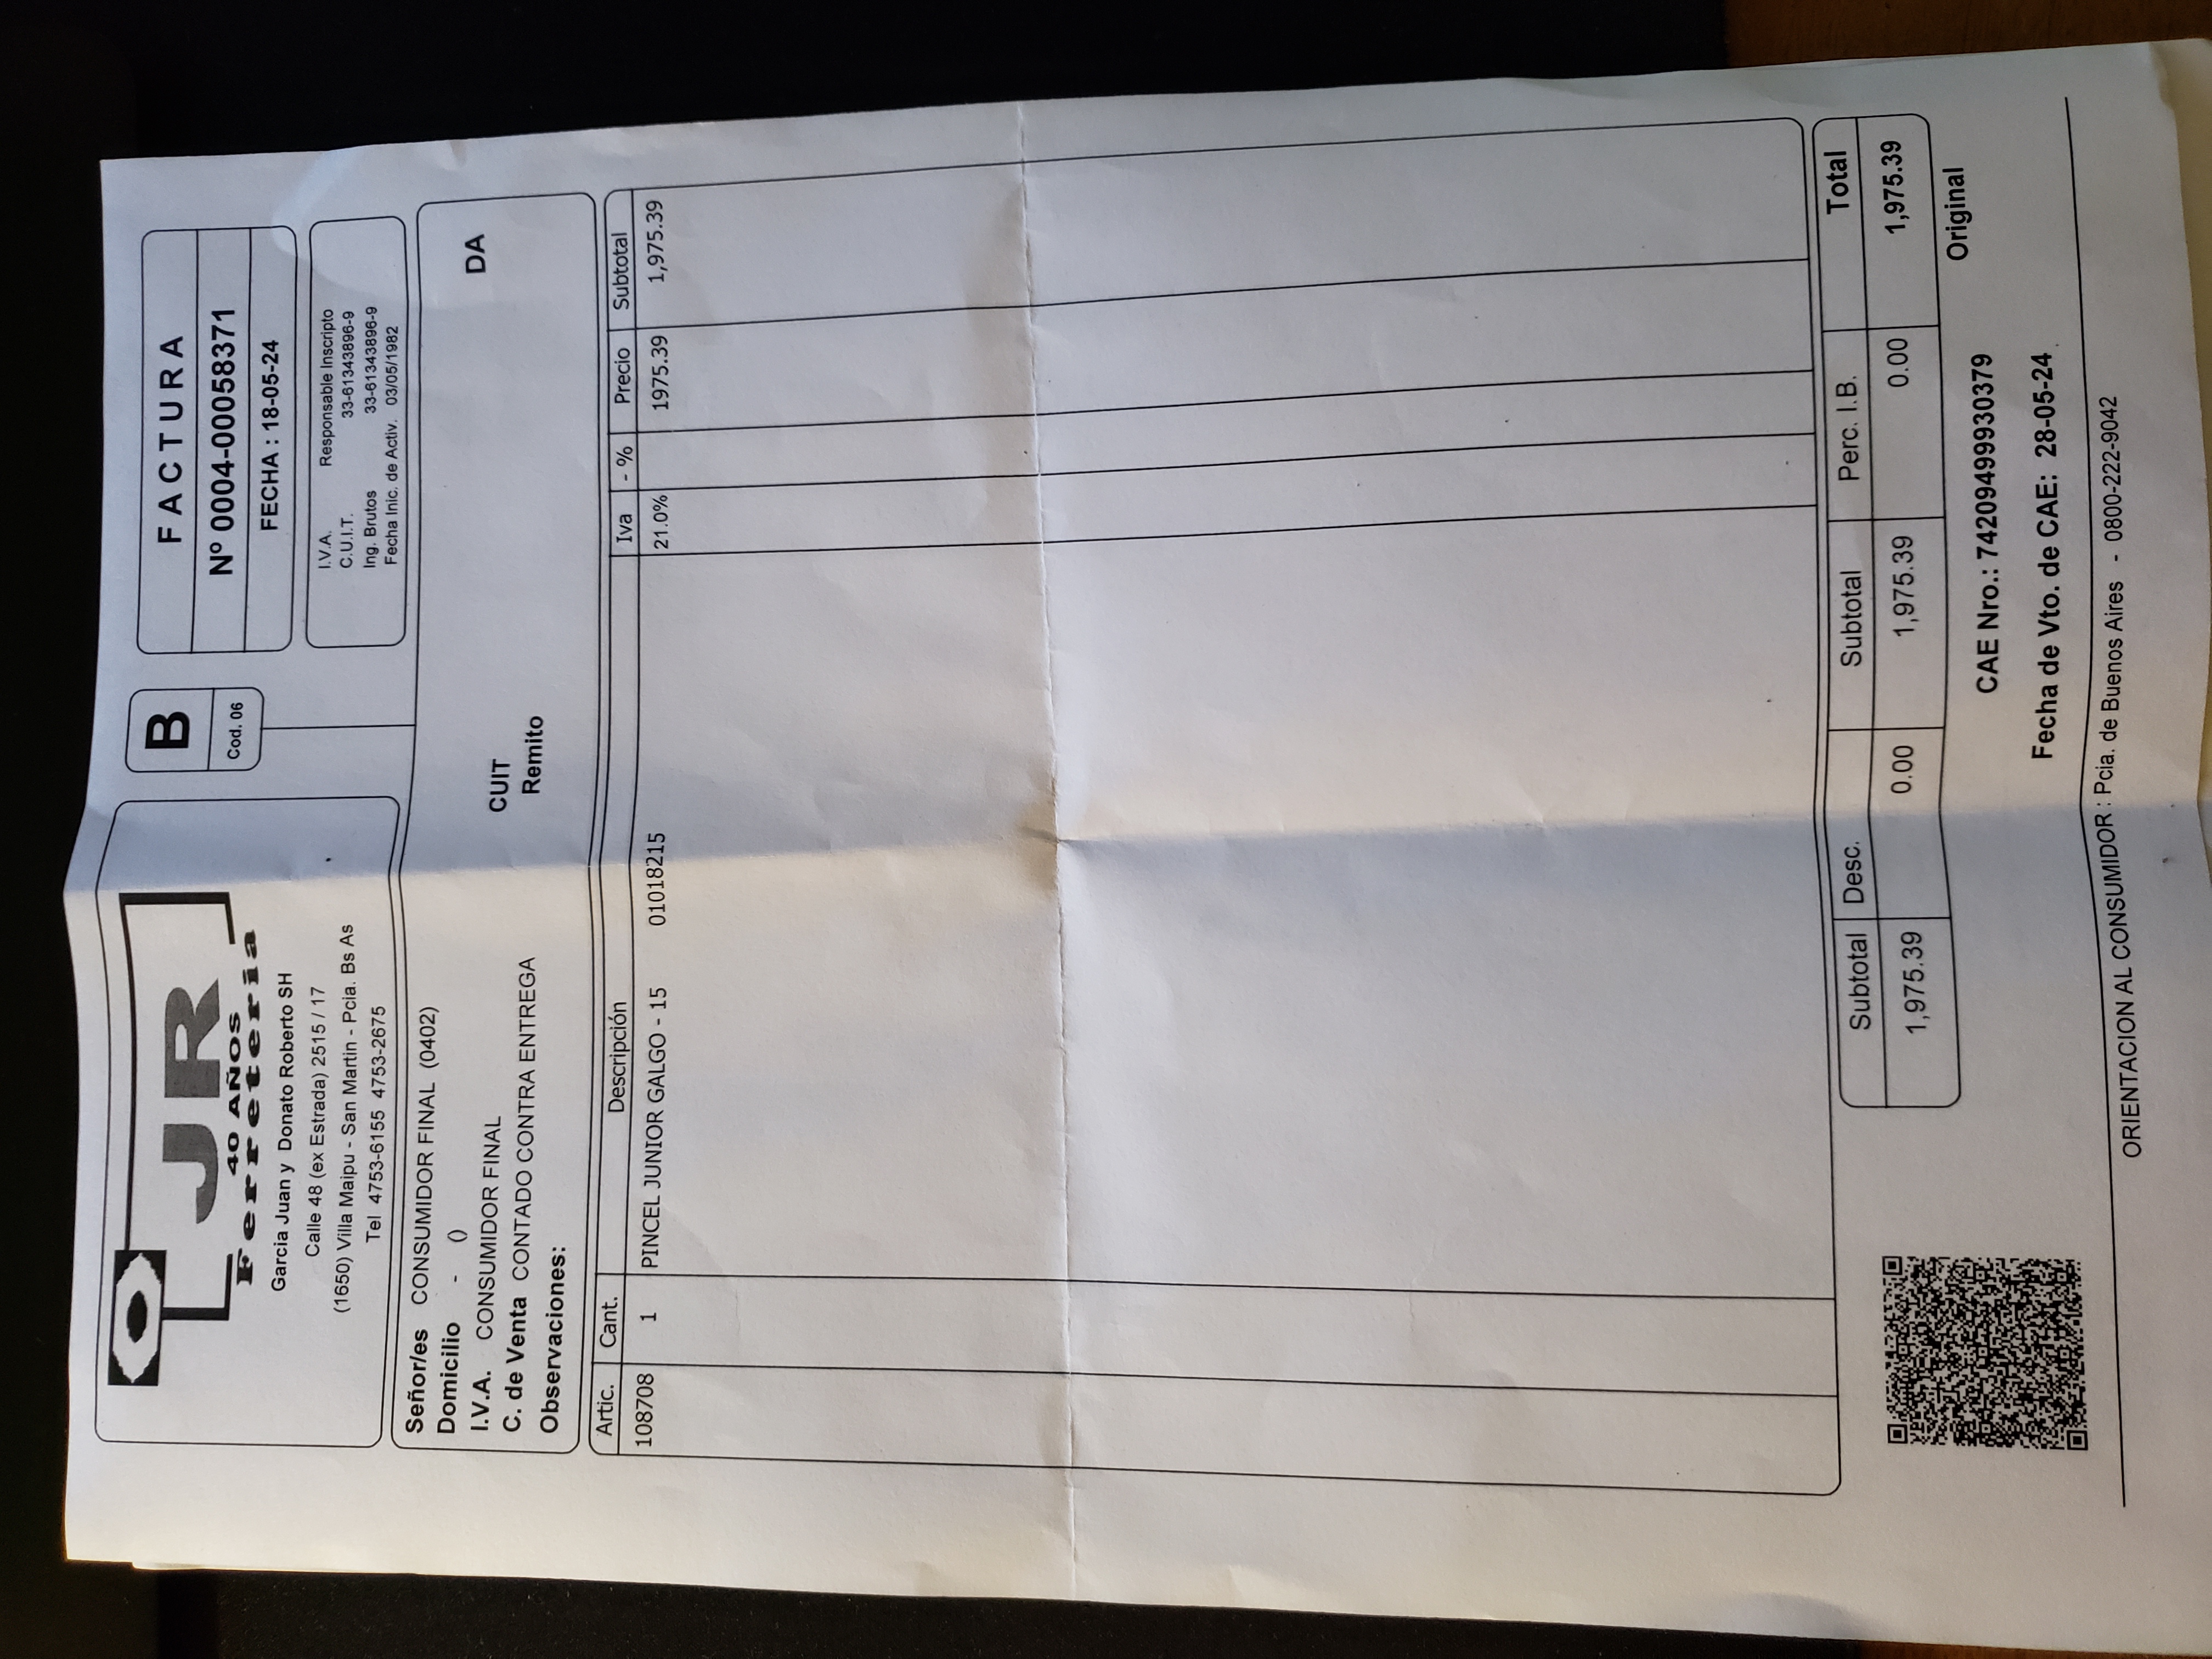 JR
40 AÑOS
Ferreteria
Garcia Juan y Donato Roberto SH
Calle 48 (ex Estrada) 2515 / 17
(1650) Villa Maipu - San Martin - Pcia. Bs As
Tel 4753-6155 4753-2675
B
Cod. 06
FACTURA
Nº 0004-00058371
FECHA : 18-05-24
I.V.A. Responsable Inscripto
C.U.I.T. 33-61343896-9
Ing. Brutos 33-61343896-9
Fecha Inic. de Activ. 03/05/1982
Señor/es CONSUMIDOR FINAL (0402)
Domicilio - ()
DA
I.V.A. CONSUMIDOR FINAL CUIT
C. de Venta CONTADO CONTRA ENTREGA Remito
Observaciones:
Artic. Cant. Descripción Iva - % Precio Subtotal
108708 1 PINCEL JUNIOR GALGO - 15 01018215 21.0% 1975.39 1,975.39
Subtotal Desc. Subtotal Perc. I.B. Total
1,975.39 0.00 1,975.39 0.00 1,975.39
Original
CAE Nro.: 74209499930379
Fecha de Vto. de CAE: 28-05-24
ORIENTACION AL CONSUMIDOR : Pcia. de Buenos Aires - 0800-222-9042